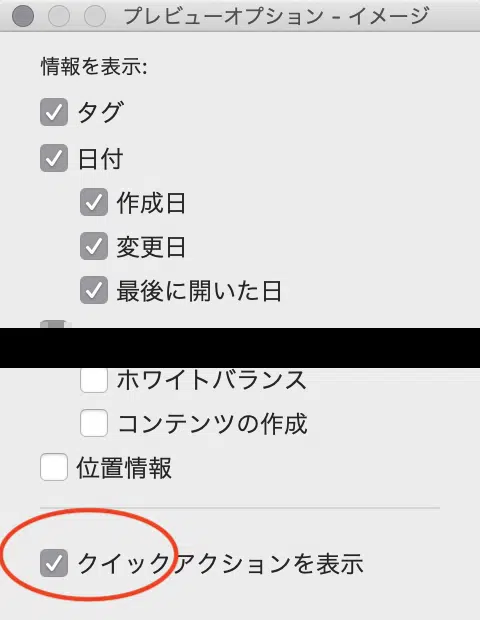 プレビューオプション - イメージ
情報を表示:
タグ
日付
作成日
変更日
最後に開いた日
ホワイトバランス
コンテンツの作成
位置情報
クイックアクションを表示